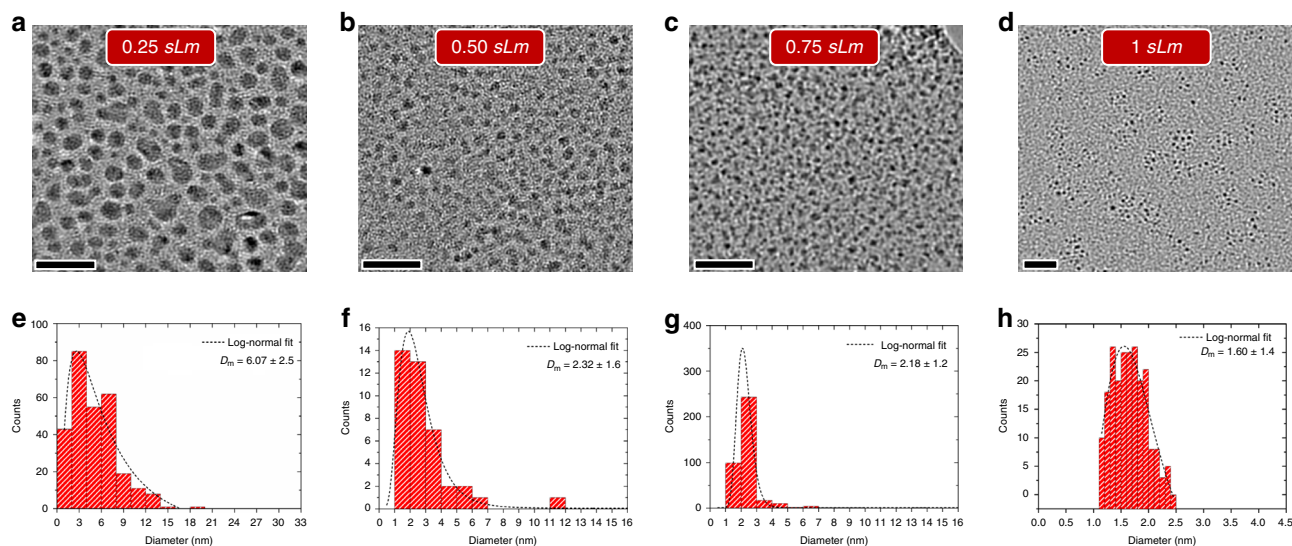 a
0.25 sLm
b
0.50 sLm
c
0.75 sLm
d
1 sLm
e
100
80
60
40
20
0
Counts
0 3 6 9 12 15 18 21 24 27 30 33
Diameter (nm)
Log-normal fit
Dm = 6.07 ± 2.5
f
16
14
12
10
8
6
4
2
0
Counts
0 1 2 3 4 5 6 7 8 9 10 11 12 13 14 15 16
Diameter (nm)
Log-normal fit
Dm = 2.32 ± 1.6
g
400
300
200
100
0
Counts
0 1 2 3 4 5 6 7 8 9 10 11 12 13 14 15 16
Diameter (nm)
Log-normal fit
Dm = 2.18 ± 1.2
h
30
25
20
15
10
5
0
Counts
0.0 0.5 1.0 1.5 2.0 2.5 3.0 3.5 4.0 4.5
Diameter (nm)
Log-normal fit
Dm = 1.60 ± 1.4